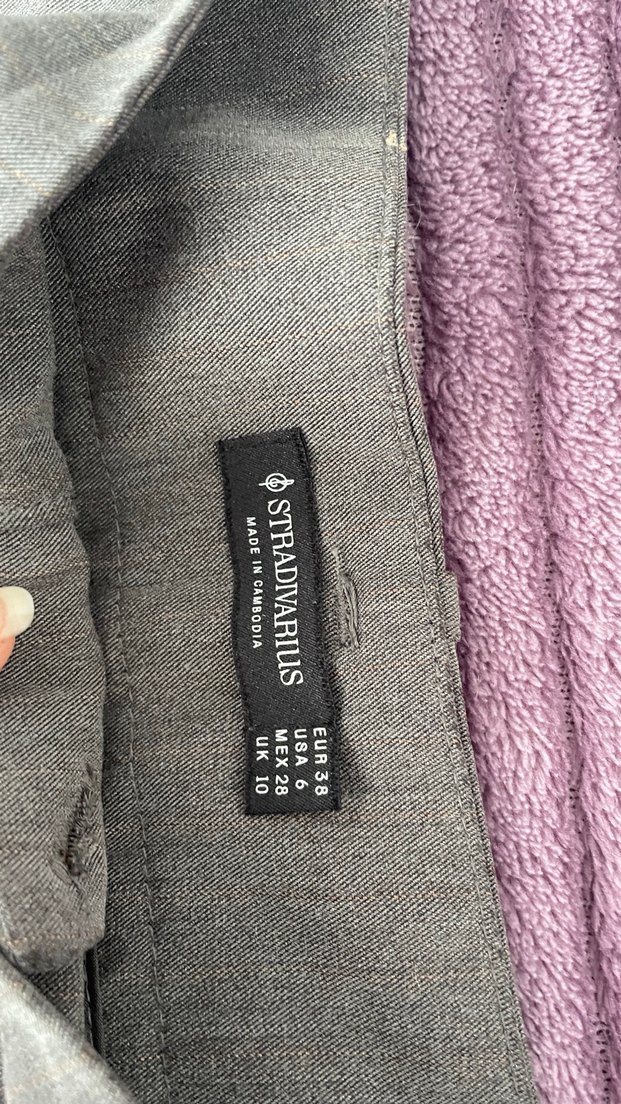 STRADIVARIUS
MADE IN CAMBODIA
EUR 38
USA 6
MEX 28
UK 10